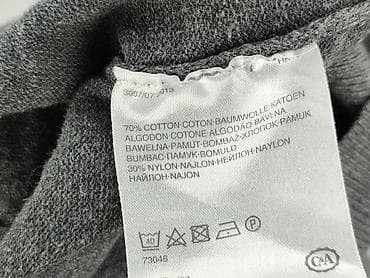 HK
3007/07 2015
70% COTTON-COTON-BAUMWOLLE-KATOEN
ALGODON-COTONE-ALGODÃO-BAVLNA
BAWEŁNA-PAMUT-BOMBAŽ-ХЛОПОК-PAMUK
BUMBAC-ПАМУК-BOMULD
30% NYLON-NAJLON-НЕЙЛОН-NAYLON
НАЙЛОН-NAJON
40
P
73048
C&A